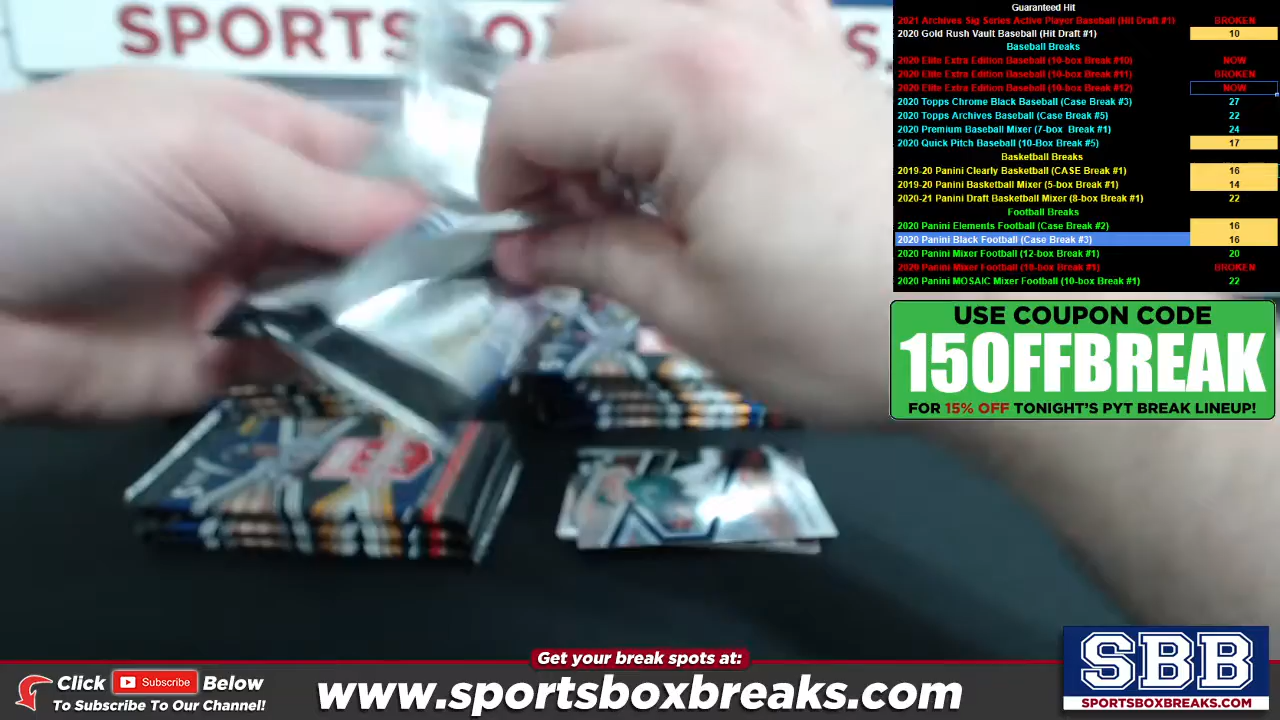 SPORTSBO
KS.
Guaranteed Hit
2021 Archives Sig Series Active Player Baseball (Hit Draft #1) BROKEN
2020 Gold Rush Vault Baseball (Hit Draft #1) 10
Baseball Breaks
2020 Elite Extra Edition Baseball (10-box Break #10) NOW
2020 Elite Extra Edition Baseball (10-box Break #11) BROKEN
2020 Elite Extra Edition Baseball (10-box Break #12) NOW
2020 Topps Chrome Black Baseball (Case Break #3) 27
2020 Topps Archives Baseball (Case Break #5) 22
2020 Premium Baseball Mixer (7-box Break #1) 24
2020 Quick Pitch Baseball (10-Box Break #5) 17
Basketball Breaks
2019-20 Panini Clearly Basketball (CASE Break #1) 16
2019-20 Panini Basketball Mixer (5-box Break #1) 14
2020-21 Panini Draft Basketball Mixer (8-box Break #1) 22
Football Breaks
2020 Panini Elements Football (Case Break #2) 16
2020 Panini Black Football (Case Break #3) 16
2020 Panini Mixer Football (12-box Break #1) 20
2020 Panini Mixer Football (18-box Break #1) BROKEN
2020 Panini MOSAIC Mixer Football (10-box Break #1) 22
USE COUPON CODE
15OFFBREAK
FOR 15% OFF TONIGHT'S PYT BREAK LINEUP!
Get your break spots at:
Click Subscribe Below
To Subscribe To Our Channel!
www.sportsboxbreaks.com
SBB
SPORTSBOXBREAKS.COM